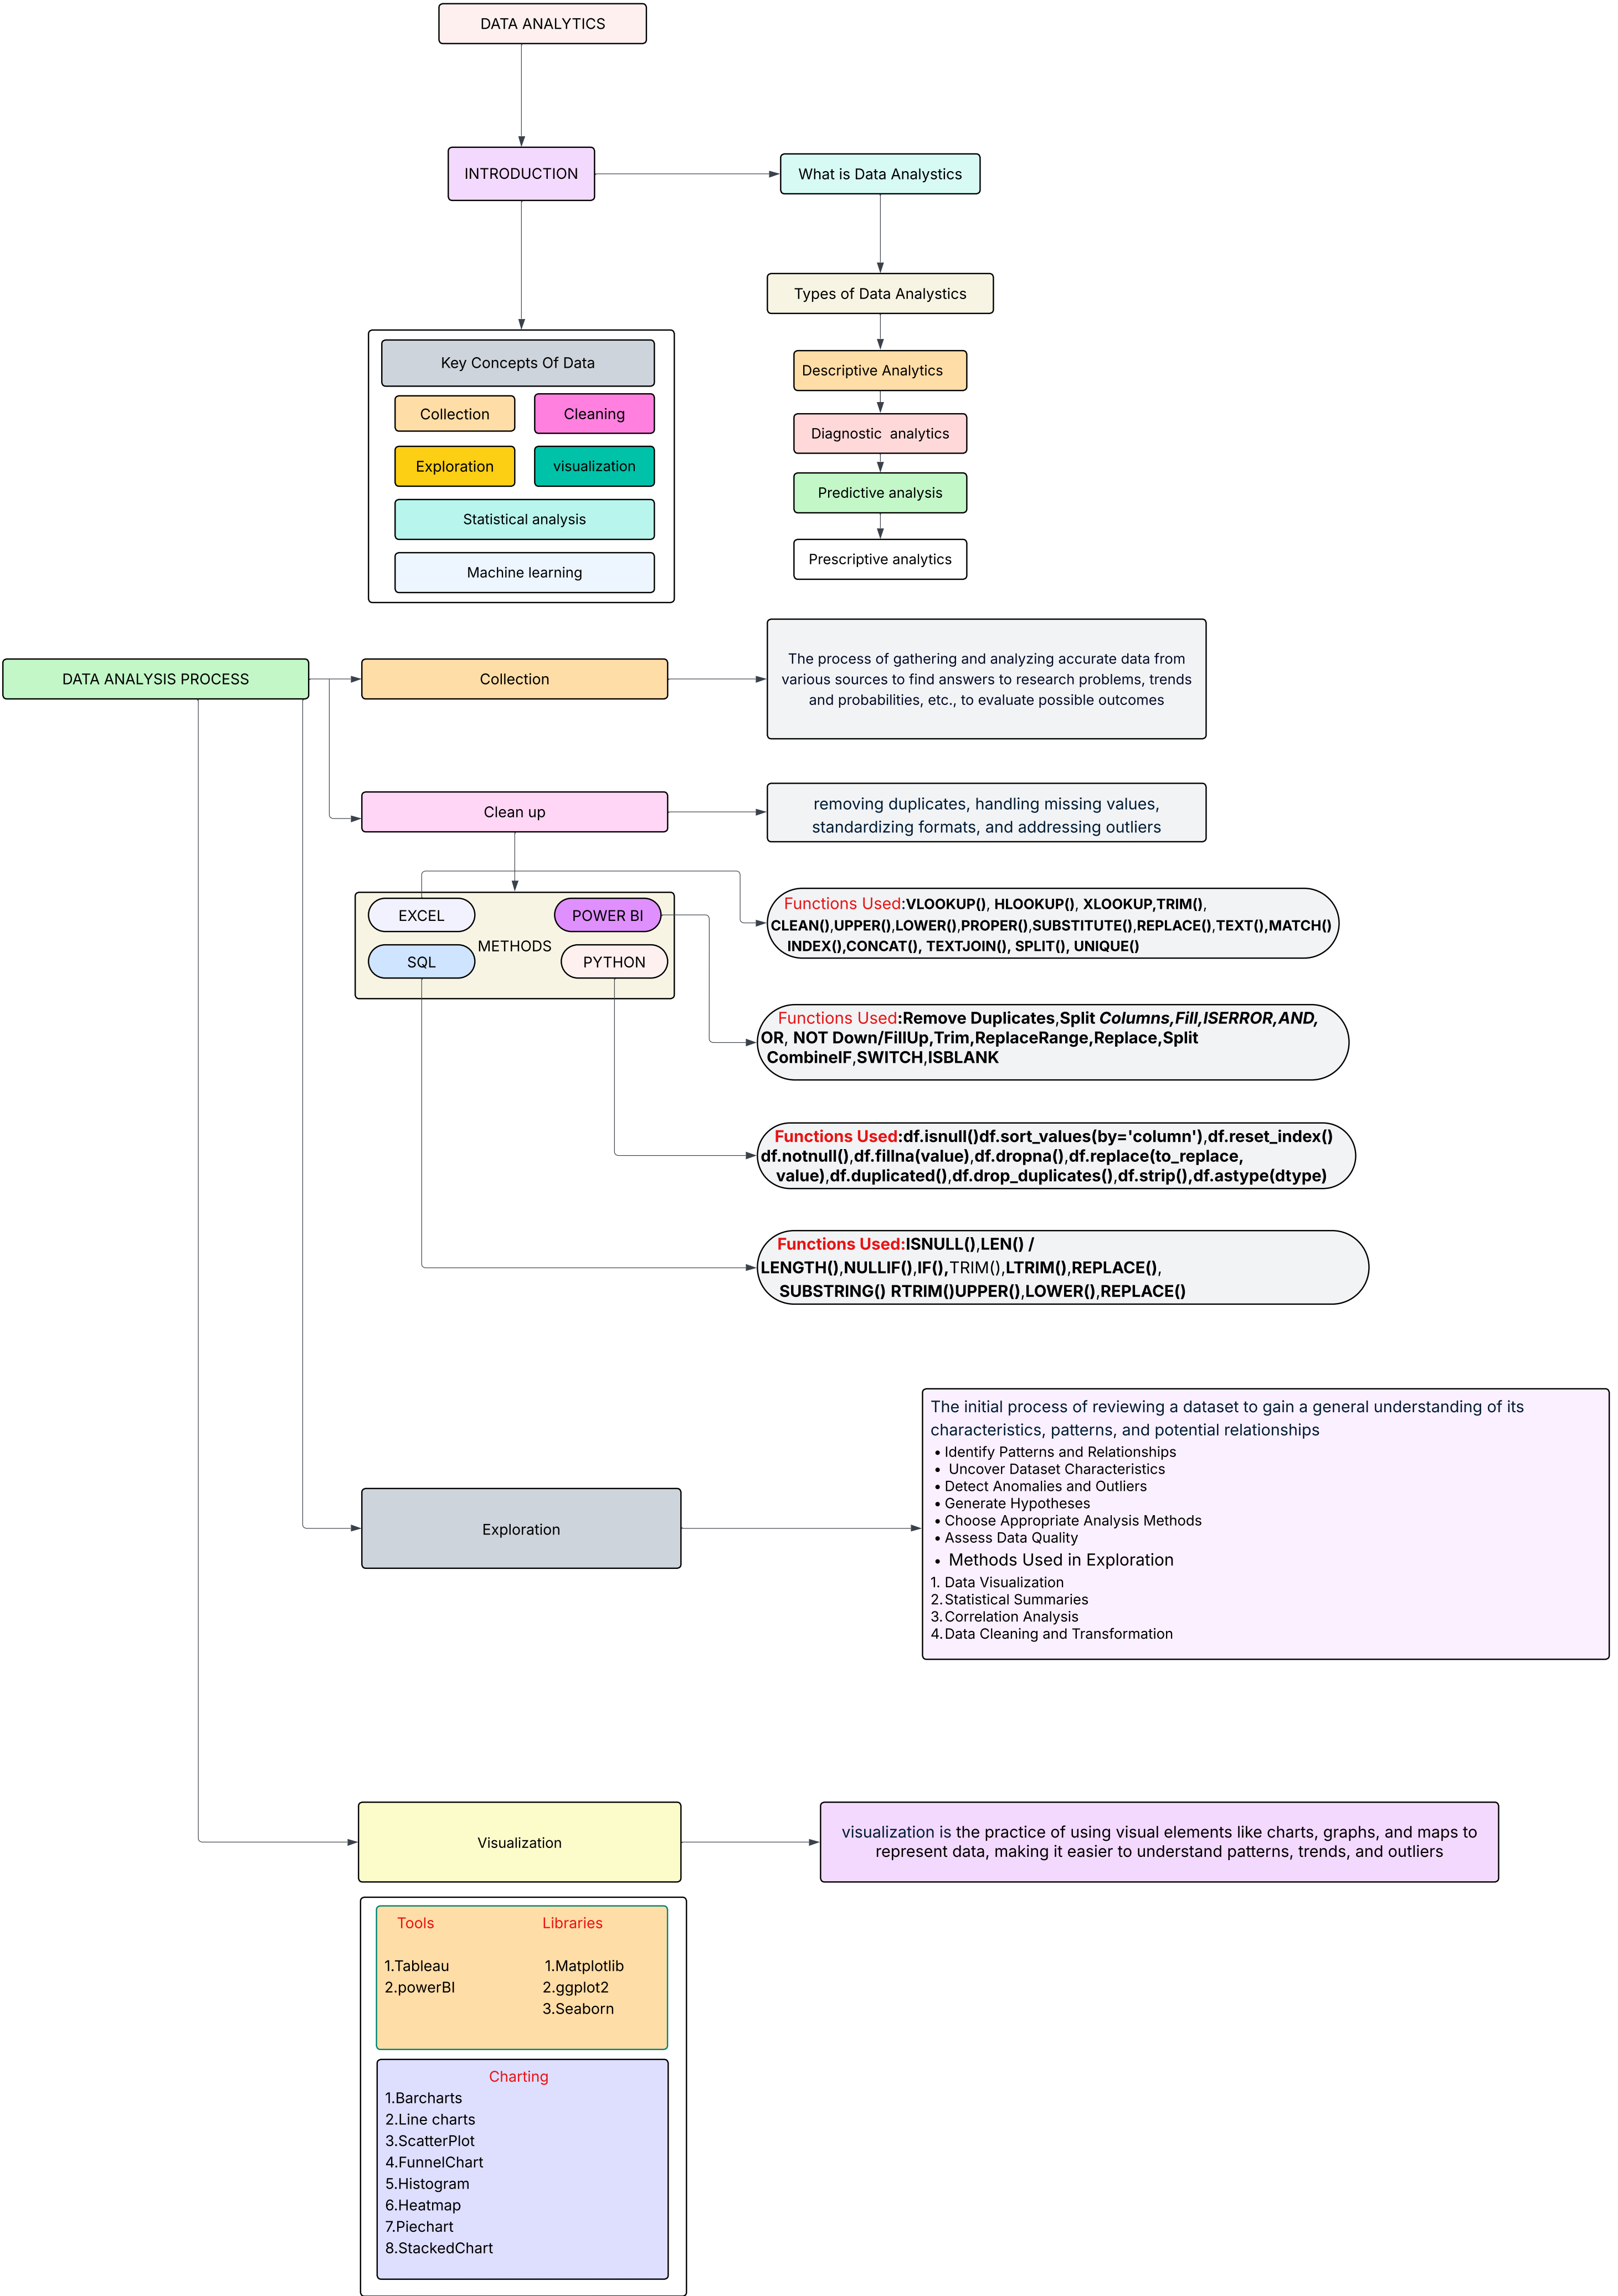 DATA ANALYTICS
INTRODUCTION
What is Data Analystics
Types of Data Analystics
Descriptive Analytics
Diagnostic analytics
Predictive analysis
Prescriptive analytics
Key Concepts Of Data
Collection
Cleaning
Exploration
visualization
Statistical analysis
Machine learning
DATA ANALYSIS PROCESS
Collection
The process of gathering and analyzing accurate data from
various sources to find answers to research problems, trends
and probabilities, etc., to evaluate possible outcomes
Clean up
removing duplicates, handling missing values,
standardizing formats, and addressing outliers
EXCEL
POWER BI
METHODS
SQL
PYTHON
Functions Used:VLOOKUP(), HLOOKUP(), XLOOKUP,TRIM(),
CLEAN(),UPPER(),LOWER(),PROPER(),SUBSTITUTE(),REPLACE(),TEXT(),MATCH()
INDEX(),CONCAT(), TEXTJOIN(), SPLIT(), UNIQUE()
Functions Used:Remove Duplicates,Split Columns,Fill,ISERROR,AND,
OR, NOT Down/FillUp,Trim,ReplaceRange,Replace,Split
CombineIF,SWITCH,ISBLANK
Functions Used:df.isnull()df.sort_values(by='column'),df.reset_index()
df.notnull(),df.fillna(value),df.dropna(),df.replace(to_replace,
value),df.duplicated(),df.drop_duplicates(),df.strip(),df.astype(dtype)
Functions Used:ISNULL(),LEN() /
LENGTH(),NULLIF(),IF(),TRIM(),LTRIM(),REPLACE(),
SUBSTRING() RTRIM()UPPER(),LOWER(),REPLACE()
Exploration
The initial process of reviewing a dataset to gain a general understanding of its
characteristics, patterns, and potential relationships
• Identify Patterns and Relationships
• Uncover Dataset Characteristics
• Detect Anomalies and Outliers
• Generate Hypotheses
• Choose Appropriate Analysis Methods
• Assess Data Quality
• Methods Used in Exploration
1. Data Visualization
2. Statistical Summaries
3. Correlation Analysis
4. Data Cleaning and Transformation
Visualization
visualization is the practice of using visual elements like charts, graphs, and maps to
represent data, making it easier to understand patterns, trends, and outliers
Tools Libraries
1.Tableau 1.Matplotlib
2.powerBI 2.ggplot2
3.Seaborn
Charting
1.Barcharts
2.Line charts
3.ScatterPlot
4.FunnelChart
5.Histogram
6.Heatmap
7.Piechart
8.StackedChart